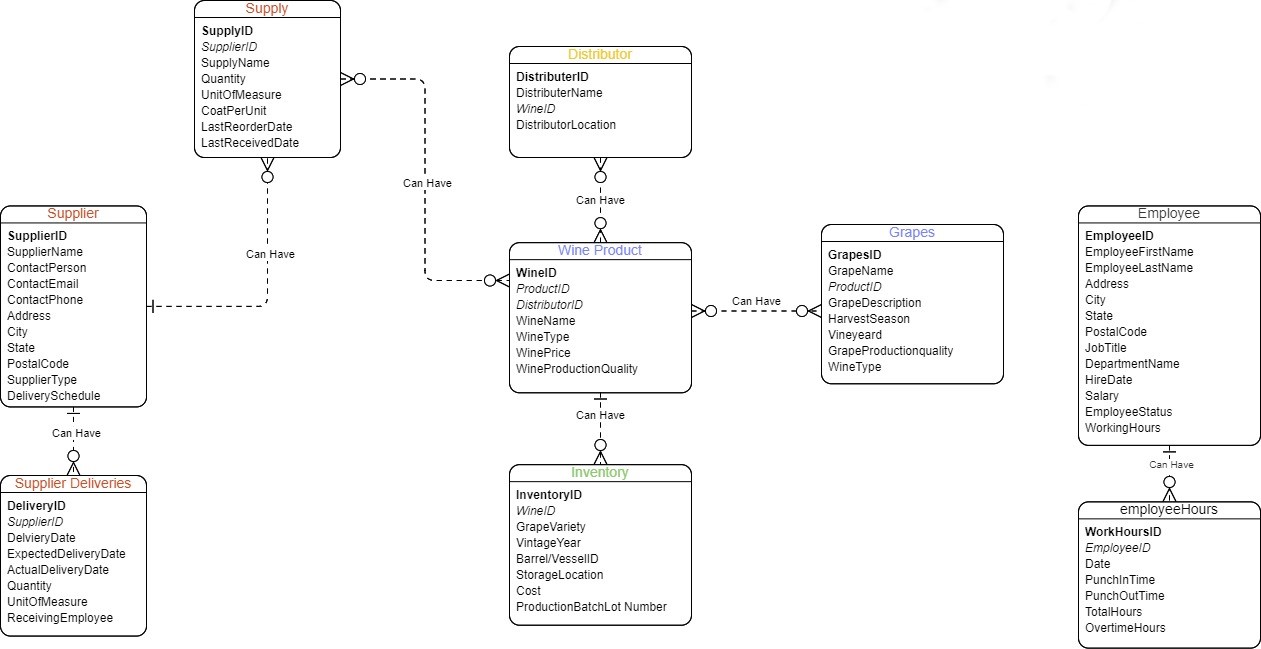 Supply
SupplyID
SupplierID
SupplyName
Quantity
UnitOfMeasure
CoatPerUnit
LastReorderDate
LastReceivedDate
Can Have
Can Have
Supplier
SupplierID
SupplierName
ContactPerson
ContactEmail
ContactPhone
Address
City
State
PostalCode
SupplierType
DeliverySchedule
Can Have
Supplier Deliveries
DeliveryID
SupplierID
DelvieryDate
ExpectedDeliveryDate
ActualDeliveryDate
Quantity
UnitOfMeasure
ReceivingEmployee
Distributor
DistributerID
DistributerName
WineID
DistributorLocation
Can Have
Wine Product
WineID
ProductID
DistributorID
WineName
WineType
WinePrice
WineProductionQuality
Can Have
Inventory
InventoryID
WineID
GrapeVariety
VintageYear
Barrel/VesselID
StorageLocation
Cost
ProductionBatchLot Number
Can Have
Grapes
GrapesID
GrapeName
ProductID
GrapeDescription
HarvestSeason
Vineyeard
GrapeProductionquality
WineType
Employee
EmployeeID
EmployeeFirstName
EmployeeLastName
Address
City
State
PostalCode
JobTitle
DepartmentName
HireDate
Salary
EmployeeStatus
WorkingHours
Can Have
employeeHours
WorkHoursID
EmployeeID
Date
PunchInTime
PunchOutTime
TotalHours
OvertimeHours